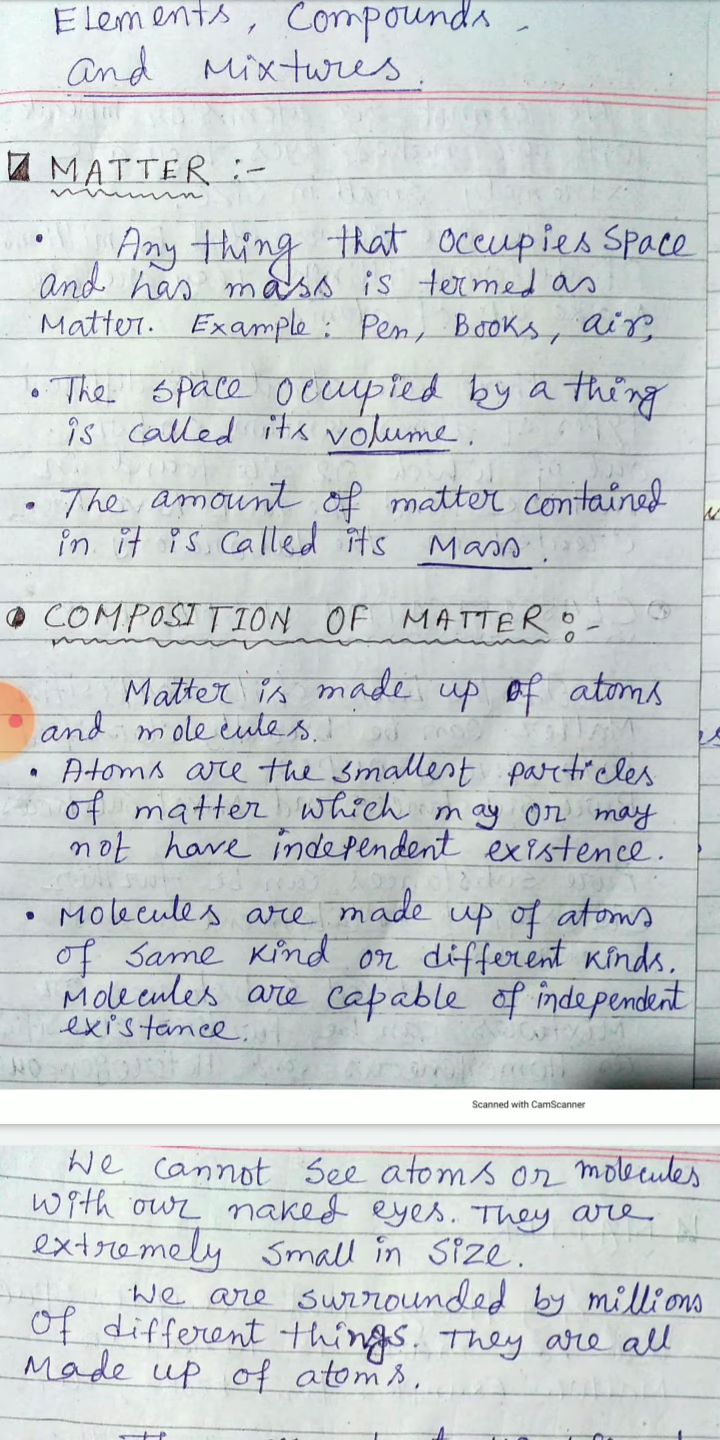 Elements, Compounds
and Mixtures.
MATTER :-
• Any thing that occupies space
and has mass is termed as
Matter. Example: Pen, Books, air,
• The space occupied by a thing
is called its volume.
• The amount of matter contained
in it is called its Mass.
COMPOSITION OF MATTER :-
Matter is made up of atoms
and molecules.
• Atoms are the smallest particles
of matter which may or may
not have independent existence.
• Molecules are made up of atoms
of same kind or different kinds.
Molecules are capable of independent
existance.
Scanned with CamScanner
We cannot see atoms or molecules
with our naked eyes. They are
extremely small in size.
We are surrounded by millions
of different things. They are all
Made up of atoms.